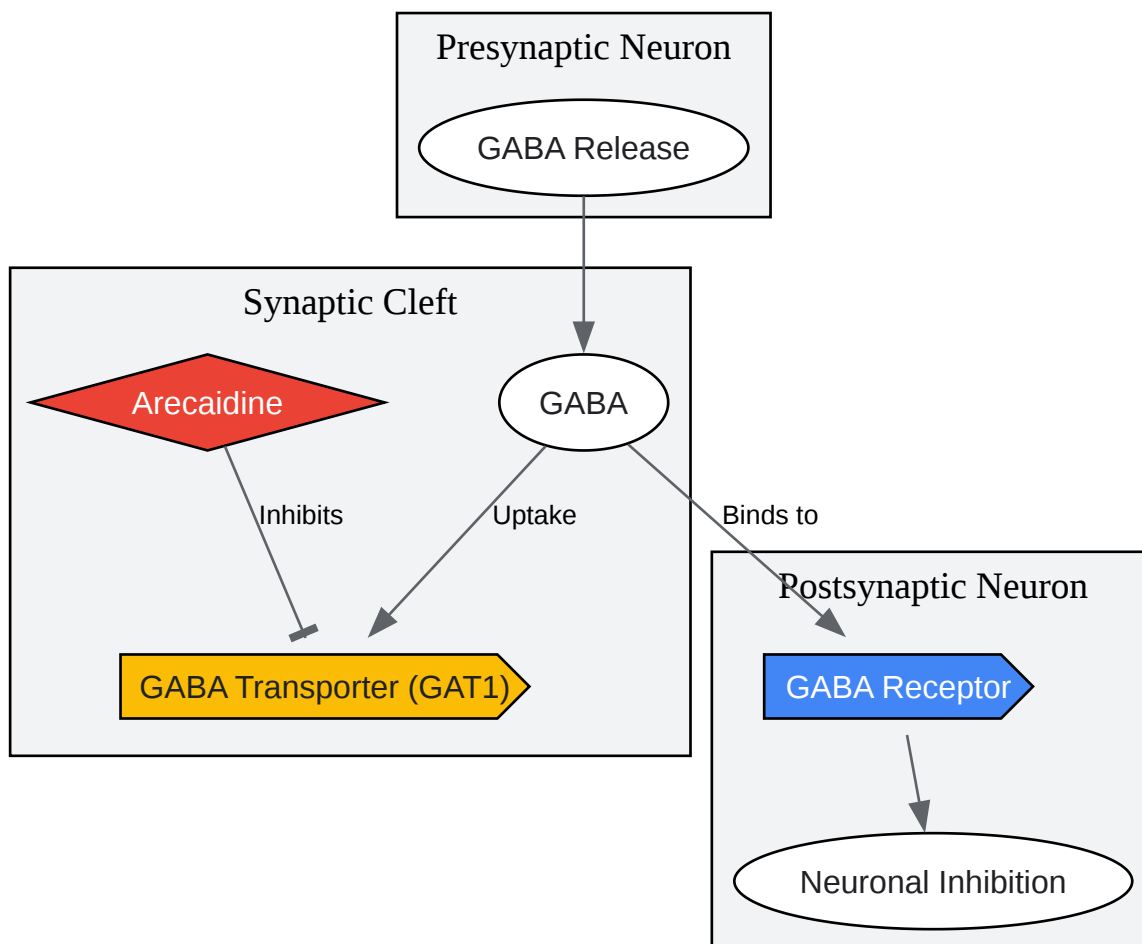 Presynaptic Neuron
GABA Release
Synaptic Cleft
Arecaidine
GABA
Inhibits
Uptake
Binds to
Postsynaptic Neuron
GABA Transporter (GAT1)
GABA Receptor
Neuronal Inhibition